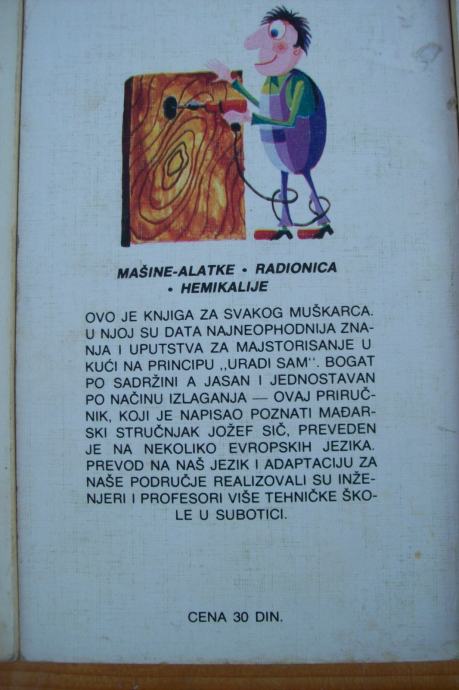 MAŠINE-ALATKE • RADIONICA
• HEMIKALIJE
OVO JE KNJIGA ZA SVAKOG MUŠKARCA.
U NJOJ SU DATA NAJNEOPHODNIJA ZNA-
NJA I UPUTSTVA ZA MAJSTORISANJE U
KUĆI NA PRINCIPU „URADI SAM“. BOGAT
PO SADRŽINI A JASAN I JEDNOSTAVAN
PO NAČINU IZLAGANJA — OVAJ PRIRUČ-
NIK, KOJI JE NAPISAO POZNATI MAĐAR-
SKI STRUČNJAK JOŽEF SIČ, PREVEDEN
JE NA NEKOLIKO EVROPSKIH JEZIKA.
PREVOD NA NAŠ JEZIK I ADAPTACIJU ZA
NAŠE PODRUČJE REALIZOVALI SU INŽE-
NJERI I PROFESORI VIŠE TEHNIČKE ŠKO-
LE U SUBOTICI.
CENA 30 DIN.